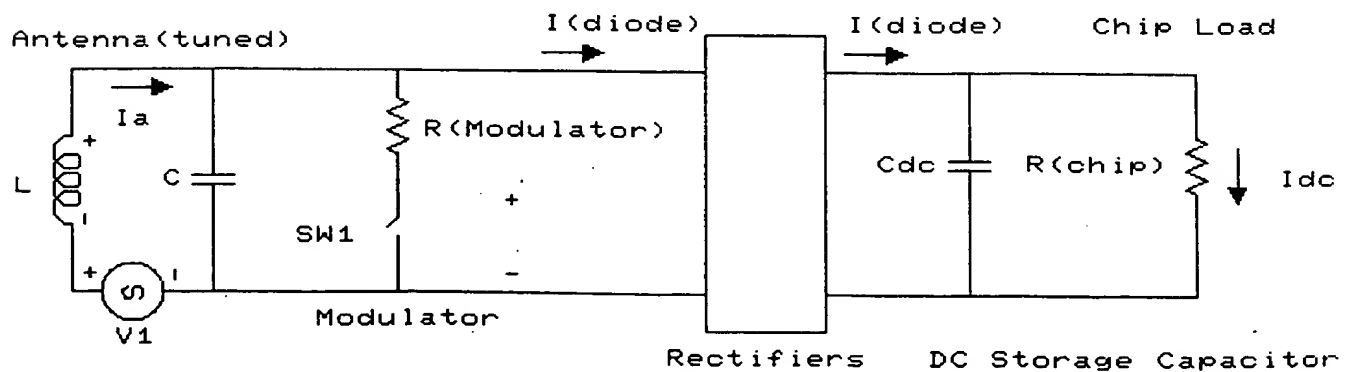 I(diode)
I(diode)
Chip Load
Antenna(tuned)
Ia
R(Modulator)
+
L
C
Cdc
R(chip)
Idc
-
+
SW1
+
-
-
S
V1
Modulator
Rectifiers
DC Storage Capacitor